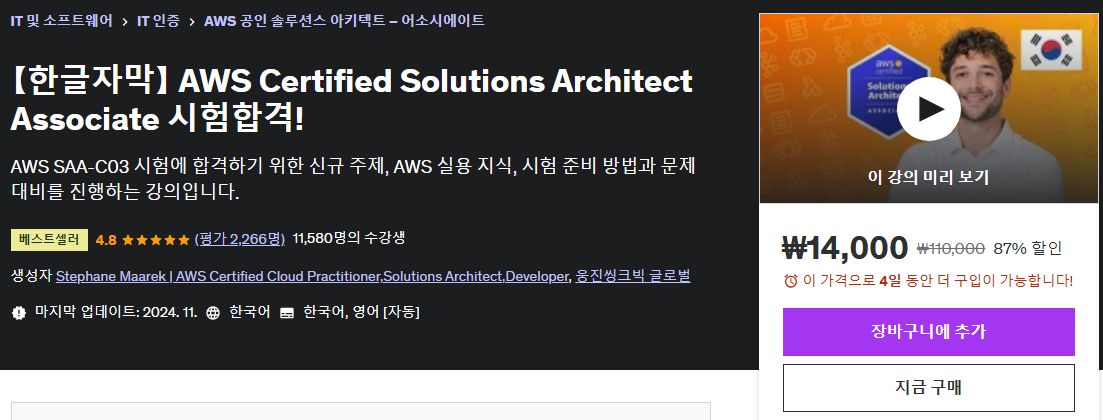 IT 및 소프트웨어 > IT 인증 > AWS 공인 솔루션스 아키텍트 – 어소시에이트
【한글자막】 AWS Certified Solutions Architect
Associate 시험합격!
AWS SAA-C03 시험에 합격하기 위한 신규 주제, AWS 실용 지식, 시험 준비 방법과 문제
대비를 진행하는 강의입니다.
베스트셀러 4.8 ★★★★★ (평가 2,266명) 11,580명의 수강생
생성자 Stephane Maarek | AWS Certified Cloud Practitioner,Solutions Architect,Developer, 웅진씽크빅 글로벌
마지막 업데이트: 2024. 11. 한국어 한국어, 영어 [자동]
aws
certified
Solutions
Archite
ASSOCIATE
이 강의 미리 보기
₩14,000 ₩110,000 87% 할인
이 가격으로 4일 동안 더 구입이 가능합니다!
장바구니에 추가
지금 구매